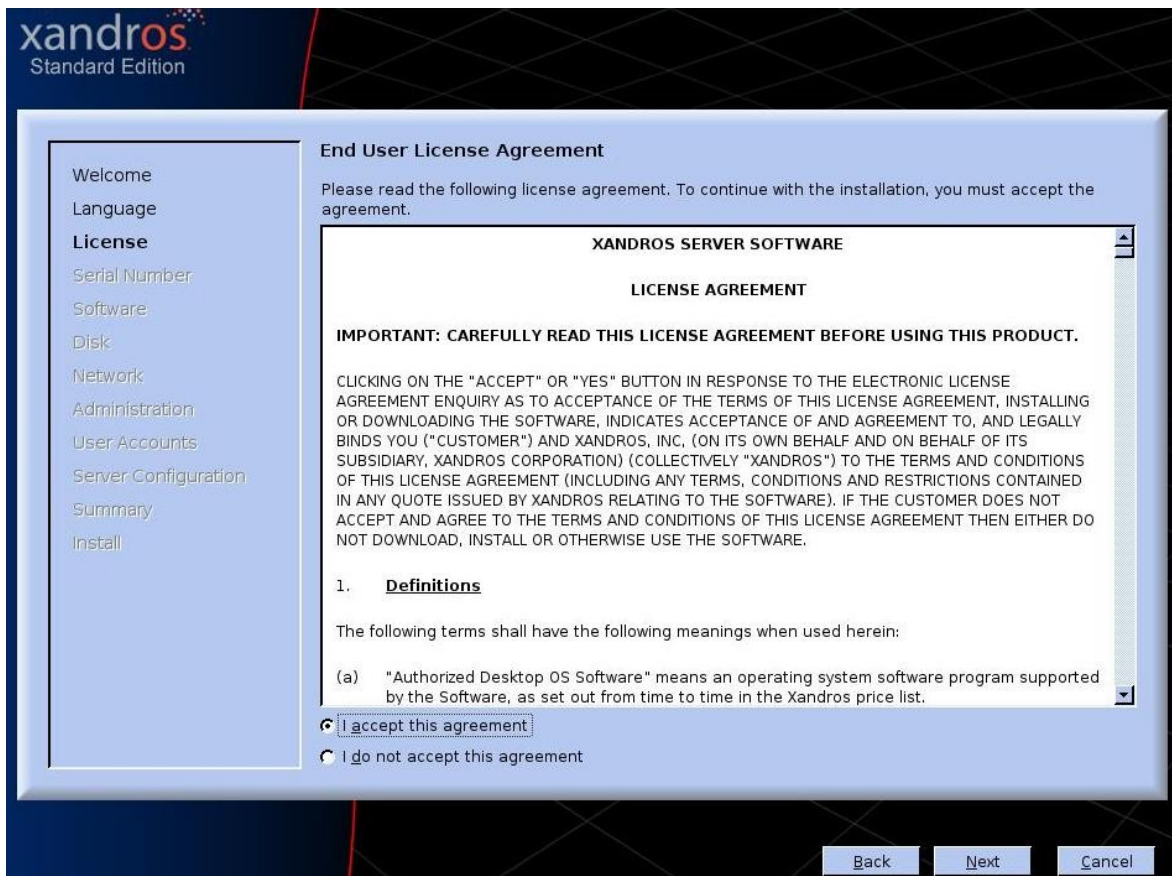 xandros
Standard Edition
Welcome
Language
License
Serial Number
Software
Disk
Network
Administration
User Accounts
Server Configuration
Summary
Install
End User License Agreement
Please read the following license agreement. To continue with the installation, you must accept the
agreement.
XANDROS SERVER SOFTWARE
LICENSE AGREEMENT
IMPORTANT: CAREFULLY READ THIS LICENSE AGREEMENT BEFORE USING THIS PRODUCT.
CLICKING ON THE "ACCEPT" OR "YES" BUTTON IN RESPONSE TO THE ELECTRONIC LICENSE
AGREEMENT ENQUIRY AS TO ACCEPTANCE OF THE TERMS OF THIS LICENSE AGREEMENT, INSTALLING
OR DOWNLOADING THE SOFTWARE, INDICATES ACCEPTANCE OF AND AGREEMENT TO, AND LEGALLY
BINDS YOU ("CUSTOMER") AND XANDROS, INC, (ON ITS OWN BEHALF AND ON BEHALF OF ITS
SUBSIDIARY, XANDROS CORPORATION) (COLLECTIVELY "XANDROS") TO THE TERMS AND CONDITIONS
OF THIS LICENSE AGREEMENT (INCLUDING ANY TERMS, CONDITIONS AND RESTRICTIONS CONTAINED
IN ANY QUOTE ISSUED BY XANDROS RELATING TO THE SOFTWARE). IF THE CUSTOMER DOES NOT
ACCEPT AND AGREE TO THE TERMS AND CONDITIONS OF THIS LICENSE AGREEMENT THEN EITHER DO
NOT DOWNLOAD, INSTALL OR OTHERWISE USE THE SOFTWARE.
1. Definitions
The following terms shall have the following meanings when used herein:
(a) "Authorized Desktop OS Software" means an operating system software program supported
by the Software, as set out from time to time in the Xandros price list.
I accept this agreement
I do not accept this agreement
Back Next Cancel